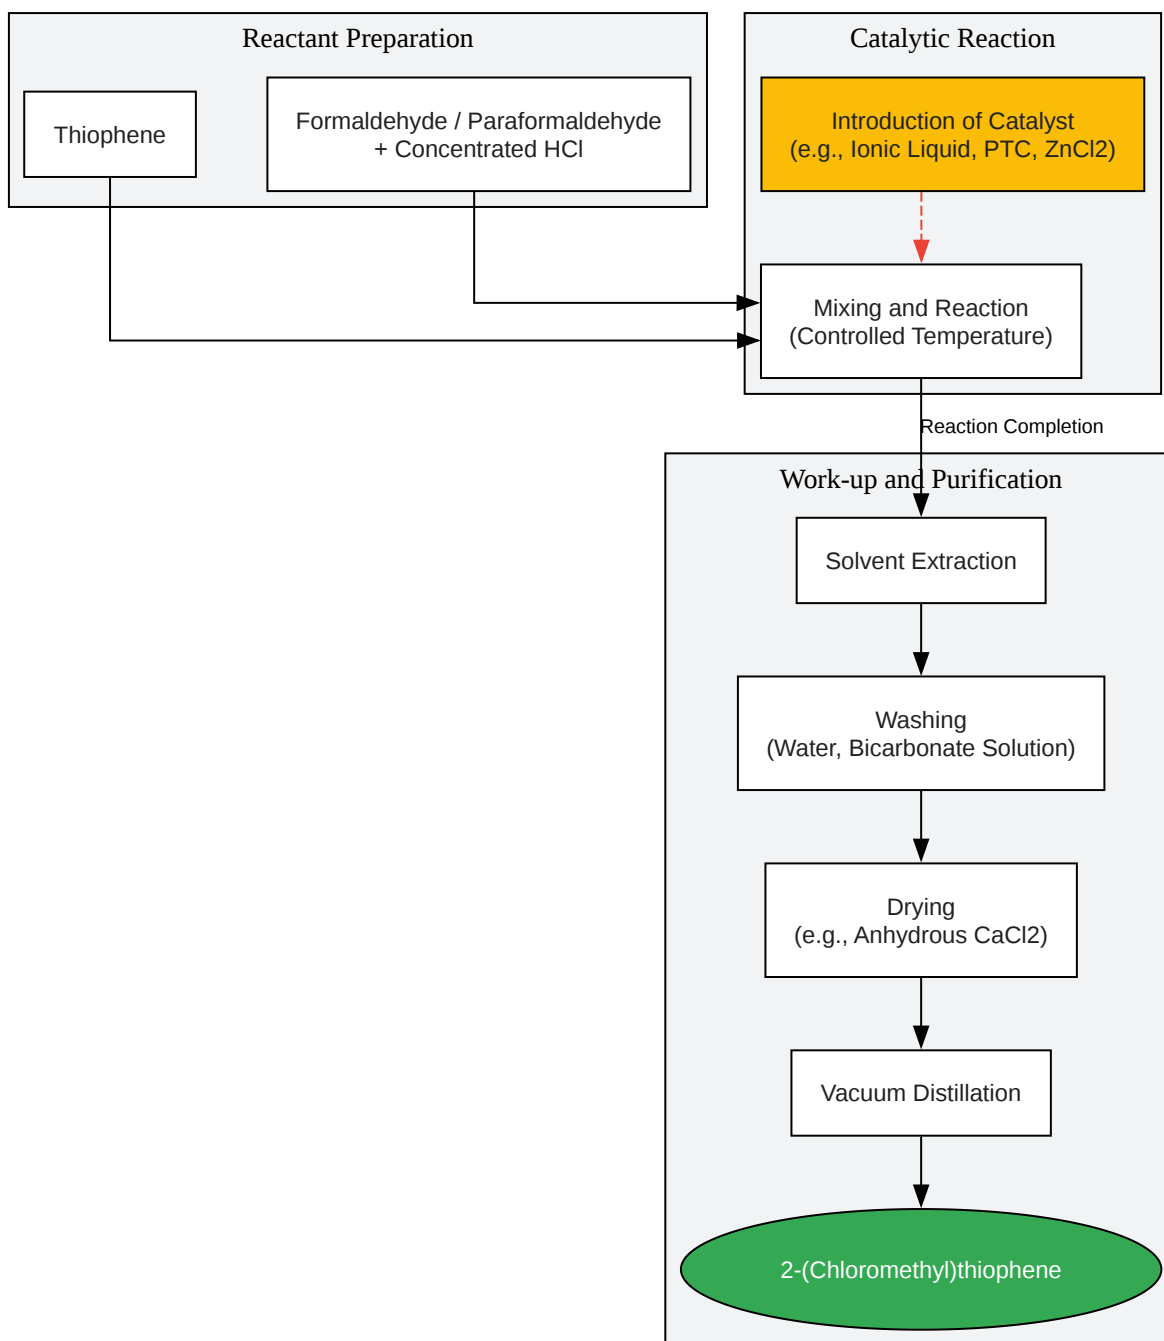 Reactant Preparation
Thiophene
Formaldehyde / Paraformaldehyde
+ Concentrated HCl
Catalytic Reaction
Introduction of Catalyst
(e.g., Ionic Liquid, PTC, ZnCl2)
Mixing and Reaction
(Controlled Temperature)
Reaction Completion
Work-up and Purification
Solvent Extraction
Washing
(Water, Bicarbonate Solution)
Drying
(e.g., Anhydrous CaCl2)
Vacuum Distillation
2-(Chloromethyl)thiophene